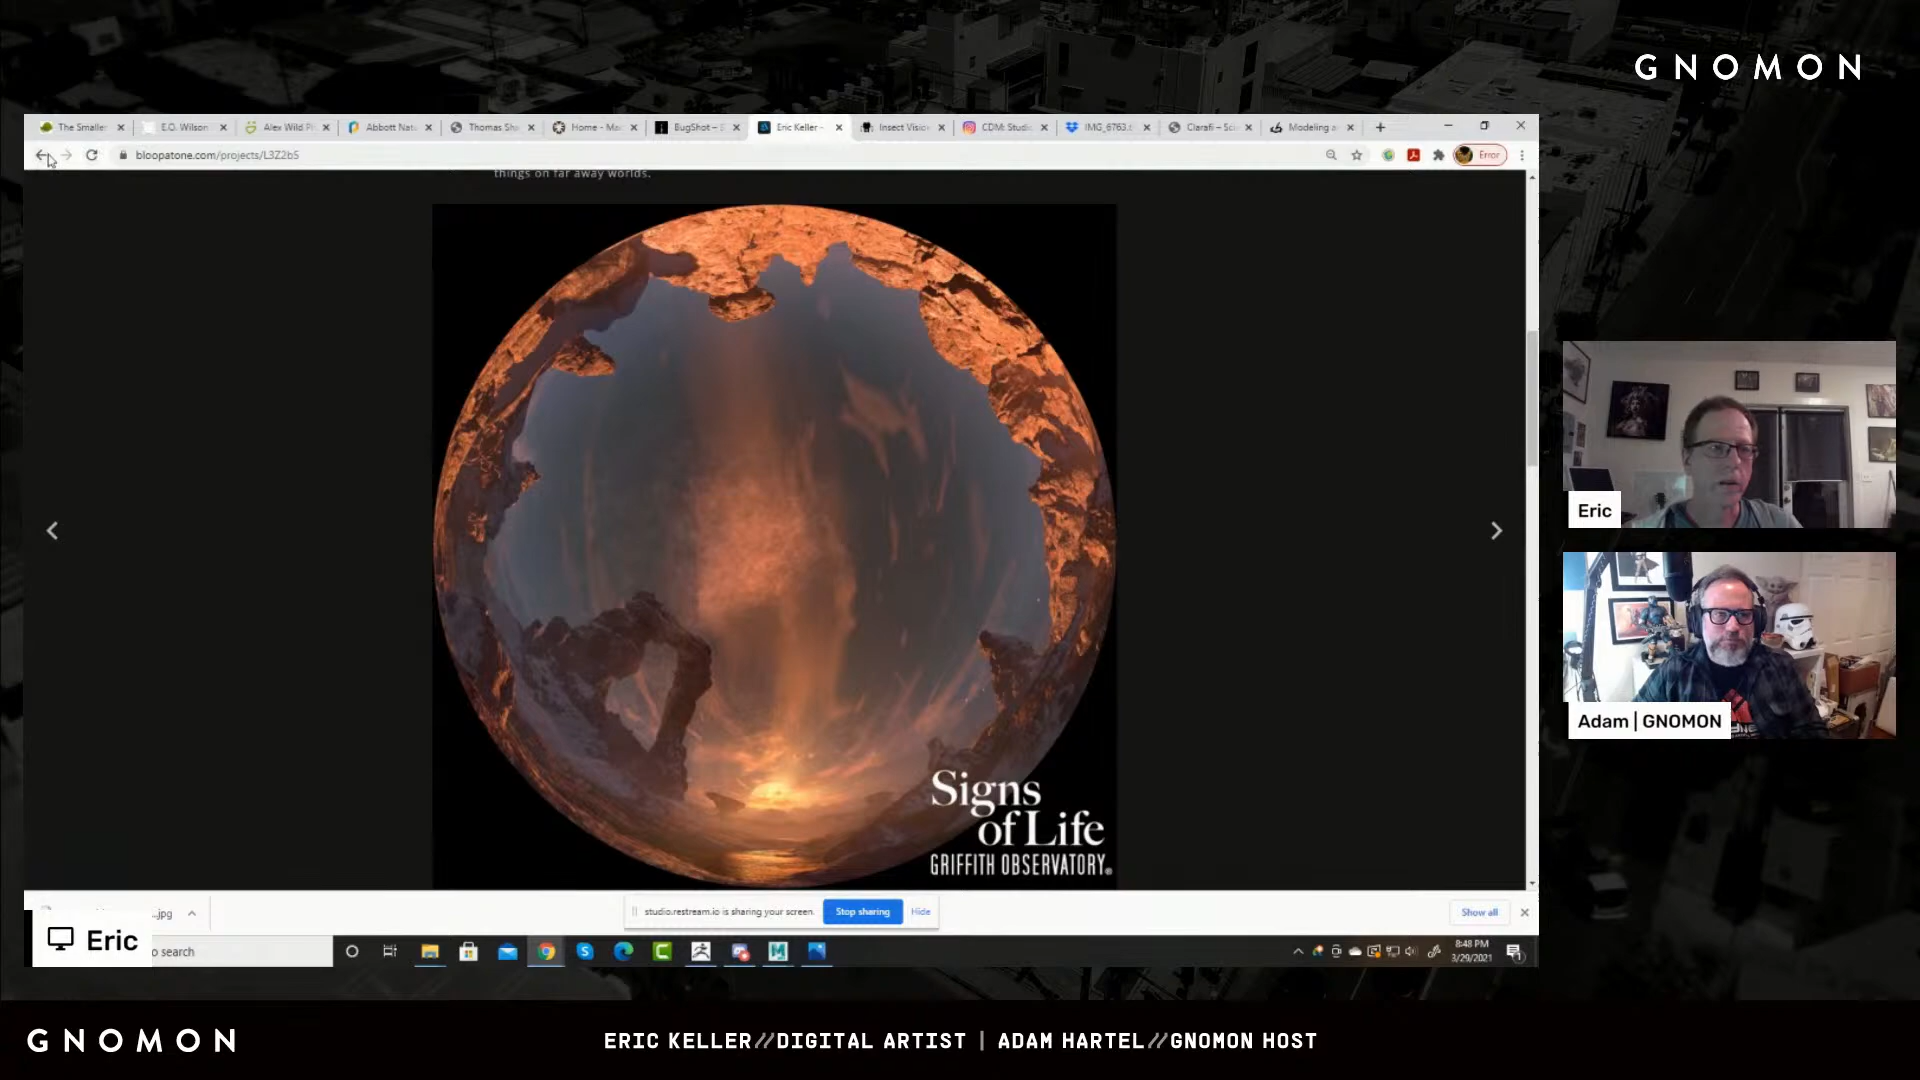 GNOMON
The Smaller
E.O. Wilson
Alex Wild P
Abbott Nat
Thomas Sh
Home - Ma
BugShot –
Eric Keller -
Insect Visio
CDM: Studi
IMG_6763.
Clarafi – Sc
Modeling a
bloopatone.com/projects/L3Z2b5
Error
things on far away worlds.
Signs
of Life
GRIFFITH OBSERVATORY®
Eric
Adam | GNOMON
...jpg
studio.restream.io is sharing your screen.
Stop sharing
Hide
Show all
Eric
o search
8:48 PM
3/29/2021
GNOMON
ERIC KELLER//DIGITAL ARTIST | ADAM HARTEL//GNOMON HOST